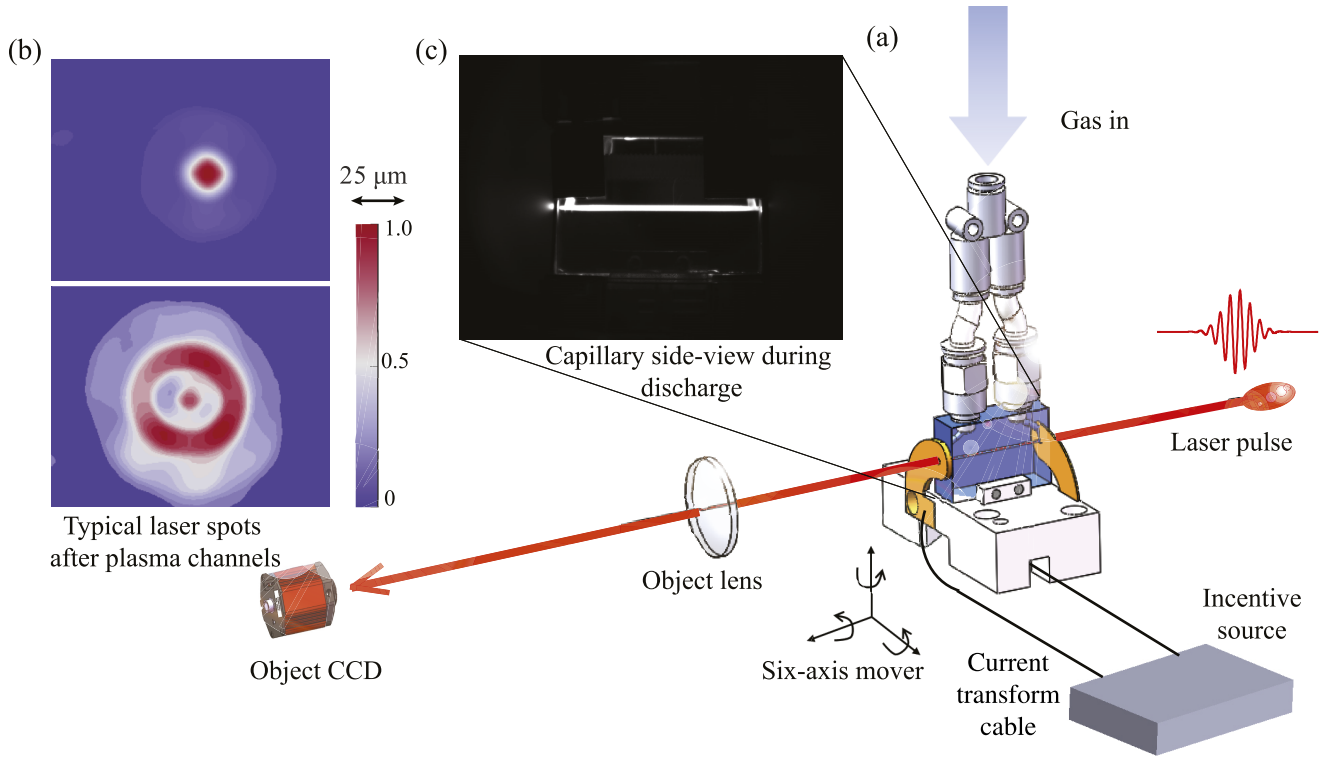 (b)
(c)
(a)
Gas in
25 μm
1.0
0.5
0
Capillary side-view during
discharge
Laser pulse
Typical laser spots
after plasma channels
Object lens
Object CCD
Six-axis mover
Current
transform
cable
Incentive
source